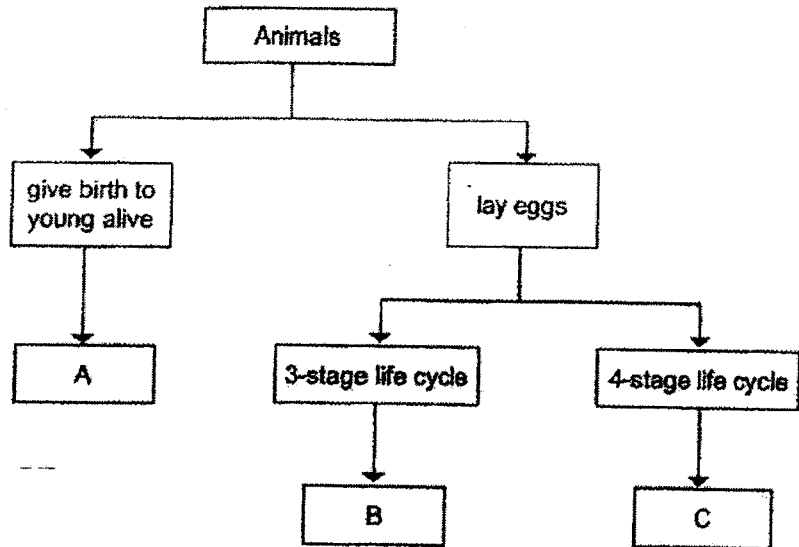 Animals
give birth to
young alive
lay eggs
A
3-stage life cycle
4-stage life cycle
B
C